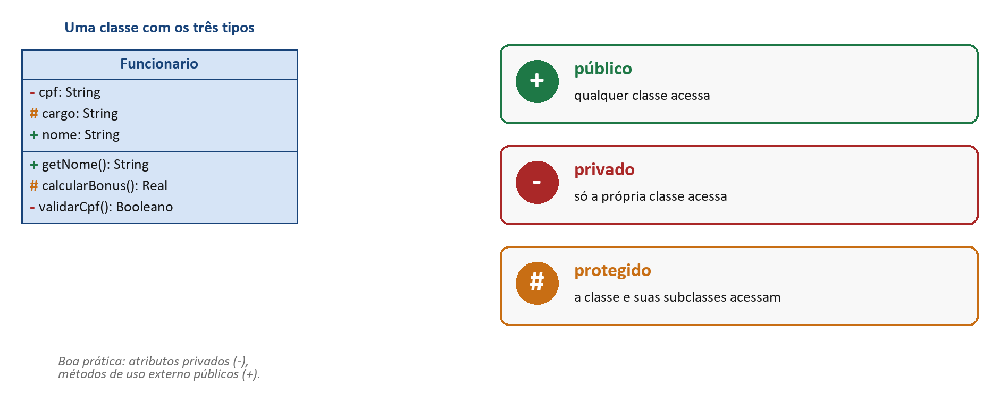 Uma classe com os três tipos
Funcionario
- cpf: String
# cargo: String
+ nome: String
+ getNome(): String
# calcularBonus(): Real
- validarCpf(): Booleano
Boa prática: atributos privados (-),
métodos de uso externo públicos (+).
+
público
qualquer classe acessa
-
privado
só a própria classe acessa
#
protegido
a classe e suas subclasses acessam